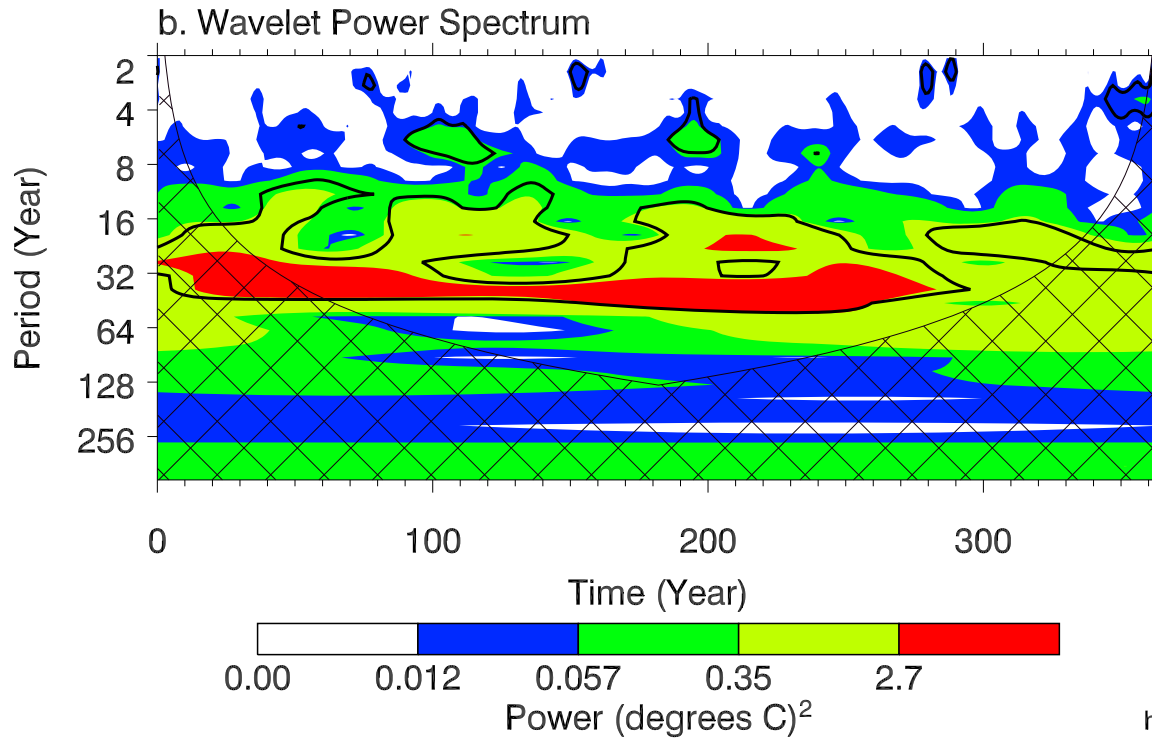 b. Wavelet Power Spectrum
Period (Year)
2
4
8
16
32
64
128
256
0 100 200 300
Time (Year)
0.00 0.012 0.057 0.35 2.7
Power (degrees C)2
h